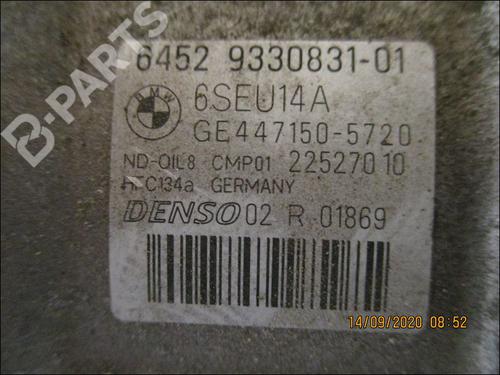 B-PARTS
6452 9330831-01
BMW
6SEU14A
GE447150-5720
ND-OIL8 CMP01 22527010
HFC134a GERMANY
DENSO 02 R 01869
14/09/2020 08:52